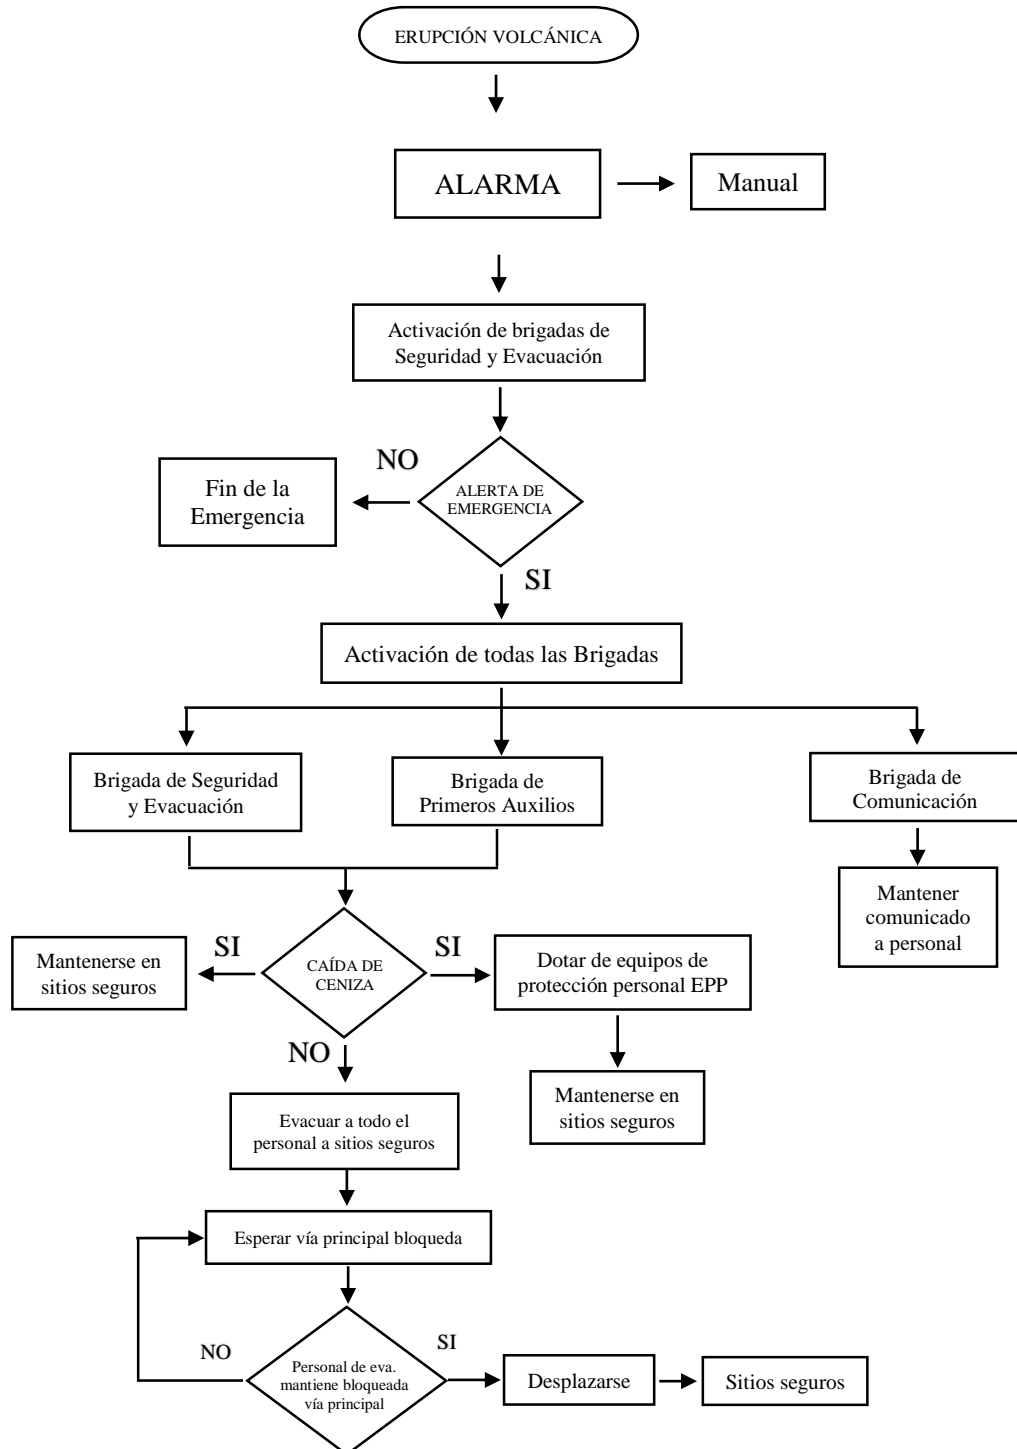 ERUPCIÓN VOLCÁNICA
ALARMA
Manual
Activación de brigadas de
Seguridad y Evacuación
NO
Fin de la
Emergencia
ALERTA DE
EMERGENCIA
SI
Activación de todas las Brigadas
Brigada de Seguridad
y Evacuación
Brigada de
Primeros Auxilios
Brigada de
Comunicación
Mantener
comunicado
a personal
SI
SI
Mantenerse en
sitios seguros
CAÍDA DE
CENIZA
Dotar de equipos de
protección personal EPP
NO
Mantenerse en
sitios seguros
Evacuar a todo el
personal a sitios seguros
Esperar vía principal bloqueda
NO
SI
Personal de eva.
mantiene bloqueada
vía principal
Desplazarse
Sitios seguros